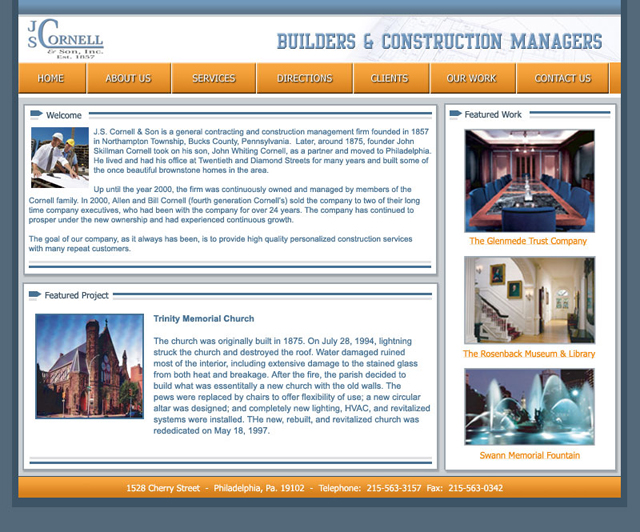 J
S CORNELL
& Son, Inc.
Est. 1857
BUILDERS & CONSTRUCTION MANAGERS
HOME ABOUT US SERVICES DIRECTIONS CLIENTS OUR WORK CONTACT US
Welcome
J.S. Cornell & Son is a general contracting and construction management firm founded in 1857
in Northampton Township, Bucks County, Pennsylvania. Later, around 1875, founder John
Skillman Cornell took on his son, John Whiting Cornell, as a partner and moved to Philadelphia.
He lived and had his office at Twentieth and Diamond Streets for many years and built some of
the once beautiful brownstone homes in the area.
Up until the year 2000, the firm was continuously owned and managed by members of the
Cornell family. In 2000, Allen and Bill Cornell (fourth generation Cornell's) sold the company to two of their long
time company executives, who had been with the company for over 24 years. The company has continued to
prosper under the new ownership and had experienced continuous growth.
The goal of our company, as it always has been, is to provide high quality personalized construction services
with many repeat customers.
Featured Project
Trinity Memorial Church
The church was originally built in 1875. On July 28, 1994, lightning
struck the church and destroyed the roof. Water damaged ruined
most of the interior, including extensive damage to the stained glass
from both heat and breakage. After the fire, the parish decided to
build what was essentitally a new church with the old walls. The
pews were replaced by chairs to offer flexibility of use; a new circular
altar was designed; and completely new lighting, HVAC, and revitalized
systems were installed. THe new, rebuilt, and revitalized church was
rededicated on May 18, 1997.
Featured Work
The Glenmede Trust Company
The Rosenback Museum & Library
Swann Memorial Fountain
1528 Cherry Street - Philadelphia, Pa. 19102 - Telephone: 215-563-3157 Fax: 215-563-0342